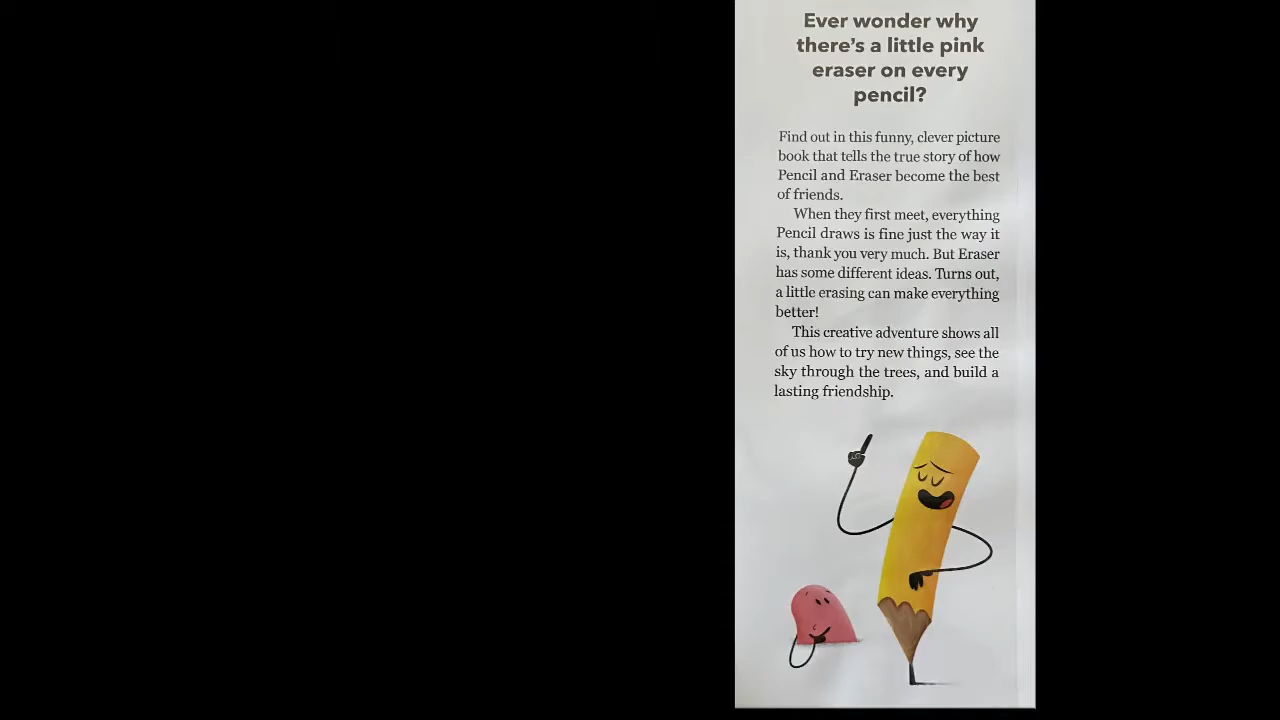 Ever wonder why
there's a little pink
eraser on every
pencil?
Find out in this funny, clever picture
book that tells the true story of how
Pencil and Eraser become the best
of friends.
When they first meet, everything
Pencil draws is fine just the way it
is, thank you very much. But Eraser
has some different ideas. Turns out,
a little erasing can make everything
better!
This creative adventure shows all
of us how to try new things, see the
sky through the trees, and build a
lasting friendship.